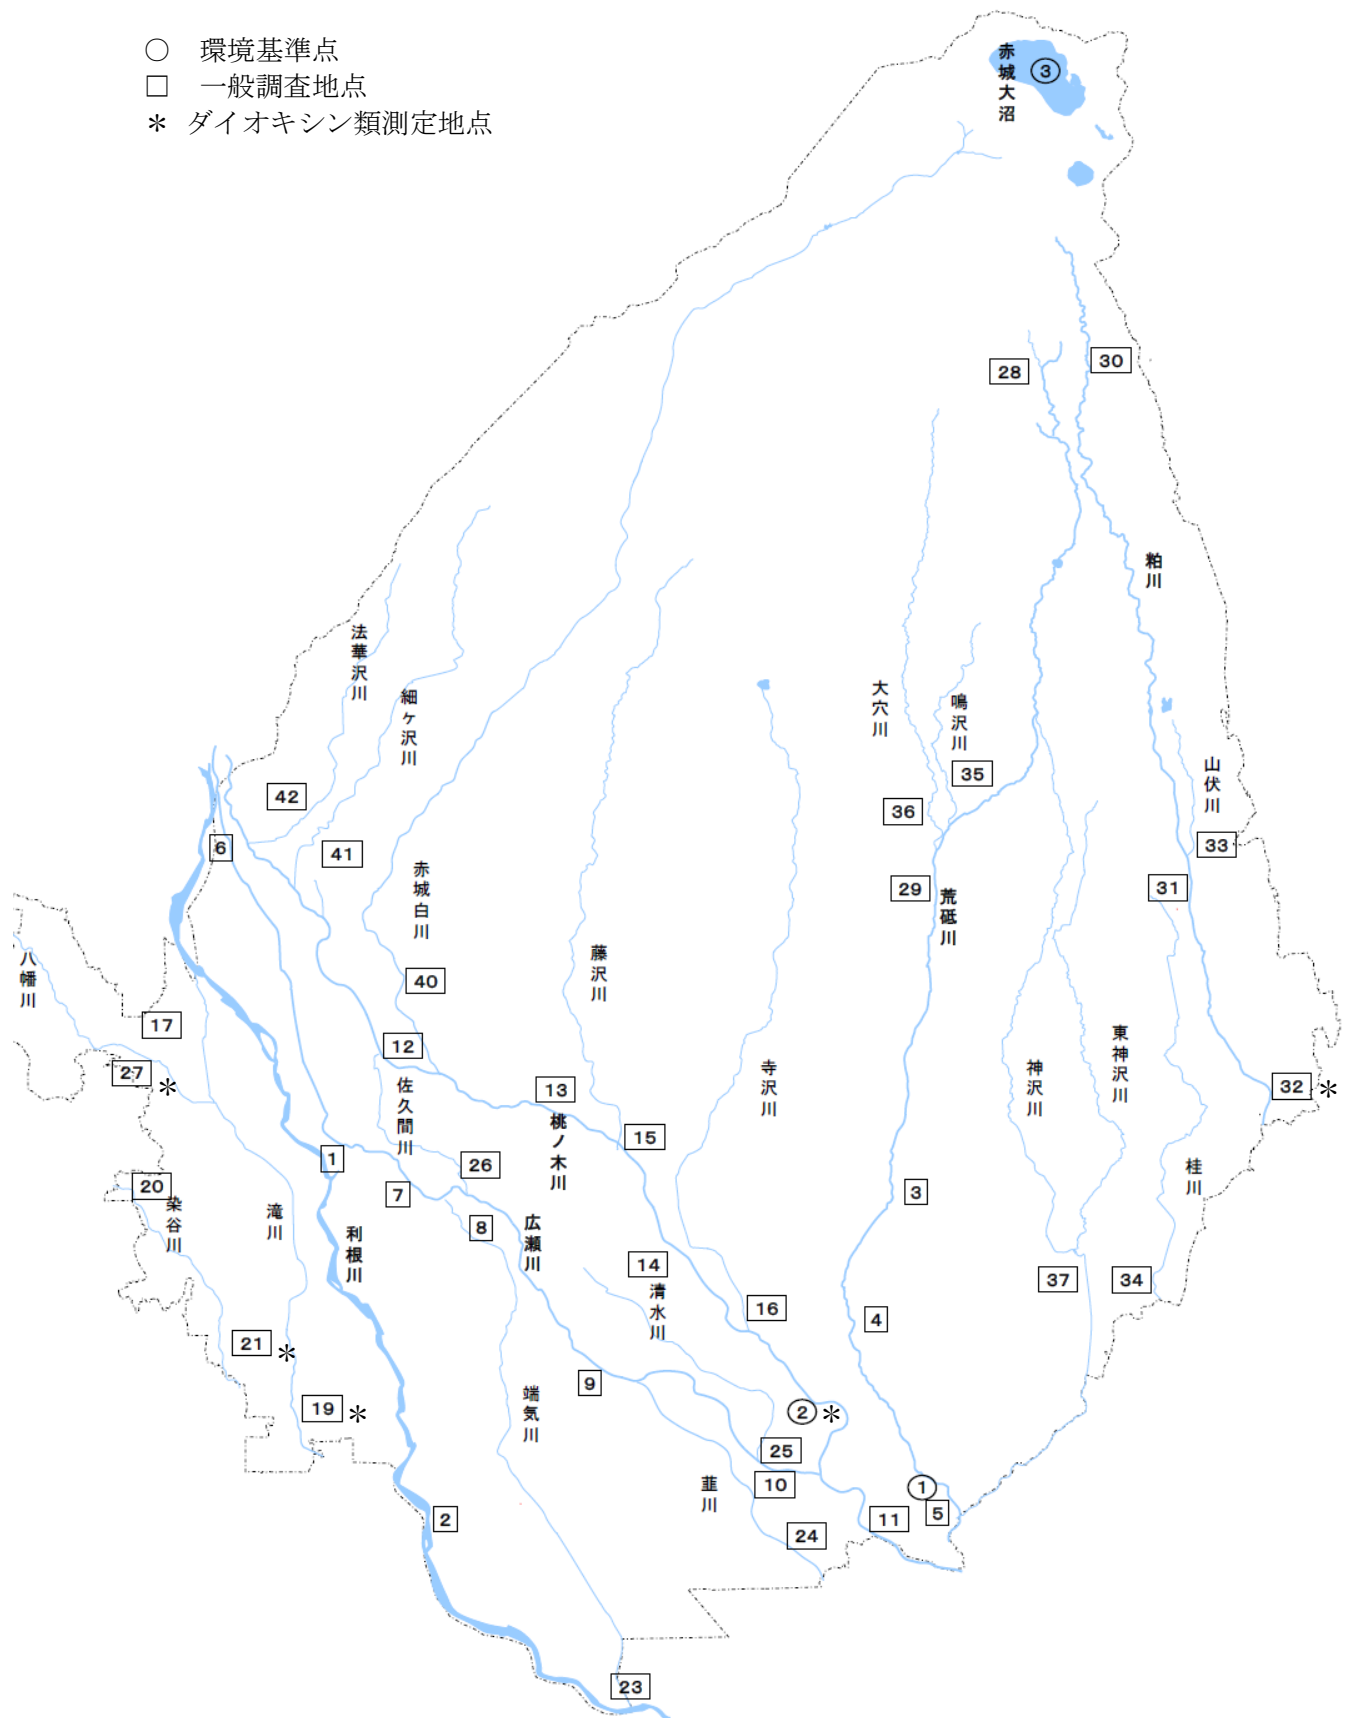 ○ 環境基準点
□ 一般調査地点
＊ ダイオキシン類測定地点
赤城大沼
3
30
28
粕川
法華沢川
細ヶ沢川
大穴川
鳴沢川
山伏川
35
42
36
33
6
41
赤城白川
29
31
荒砥川
八幡川
藤沢川
40
17
12
東神沢川
神沢川
寺沢川
27 ＊
佐久間川
13
32 ＊
桃ノ木川
15
1
26
20
7
3
桂川
染谷川
滝川
利根川
8
広瀬川
14
清水川
37
34
16
4
21 ＊
9
端気川
19 ＊
2 ＊
25
10
韮川
1
5
11
2
24
23